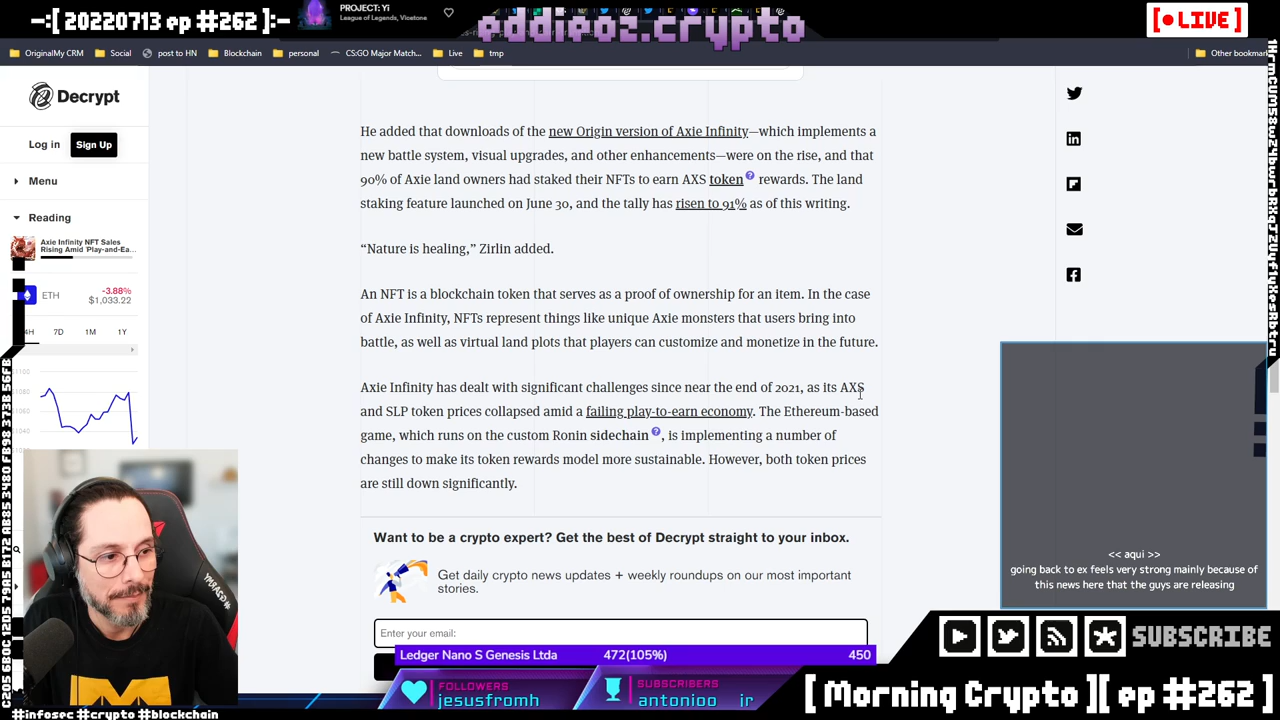 -:[ 20220713 ep #262 ]:-
PROJECT: Yi
League of Legends, Vicetone
eddieoz.crypto
[ ● LIVE ]
OriginalMy CRM
Social
post to HN
Blockchain
personal
CS:GO Major Match...
Live
tmp
Other bookmar
Decrypt
Log in
Sign Up
Menu
Reading
Axie Infinity NFT Sales
Rising Amid 'Play-and-Ea...
ETH
-3.88%
$1,033.22
4H
7D
1M
1Y
He added that downloads of the new Origin version of Axie Infinity—which implements a
new battle system, visual upgrades, and other enhancements—were on the rise, and that
90% of Axie land owners had staked their NFTs to earn AXS token rewards. The land
staking feature launched on June 30, and the tally has risen to 91% as of this writing.
“Nature is healing,” Zirlin added.
An NFT is a blockchain token that serves as a proof of ownership for an item. In the case
of Axie Infinity, NFTs represent things like unique Axie monsters that users bring into
battle, as well as virtual land plots that players can customize and monetize in the future.
Axie Infinity has dealt with significant challenges since near the end of 2021, as its AXS
and SLP token prices collapsed amid a failing play-to-earn economy. The Ethereum-based
game, which runs on the custom Ronin sidechain, is implementing a number of
changes to make its token rewards model more sustainable. However, both token prices
are still down significantly.
Want to be a crypto expert? Get the best of Decrypt straight to your inbox.
Get daily crypto news updates + weekly roundups on our most important
stories.
Enter your email:
<< aqui >>
going back to ex feels very strong mainly because of
this news here that the guys are releasing
SUBSCRIBE
Ledger Nano S Genesis Ltda
472(105%)
450
FOLLOWERS
jesusfromh
SUBSCRIBERS
antonioo jr
[ Morning Crypto ][ ep #262 ]
#infosec #crypto #blockchain